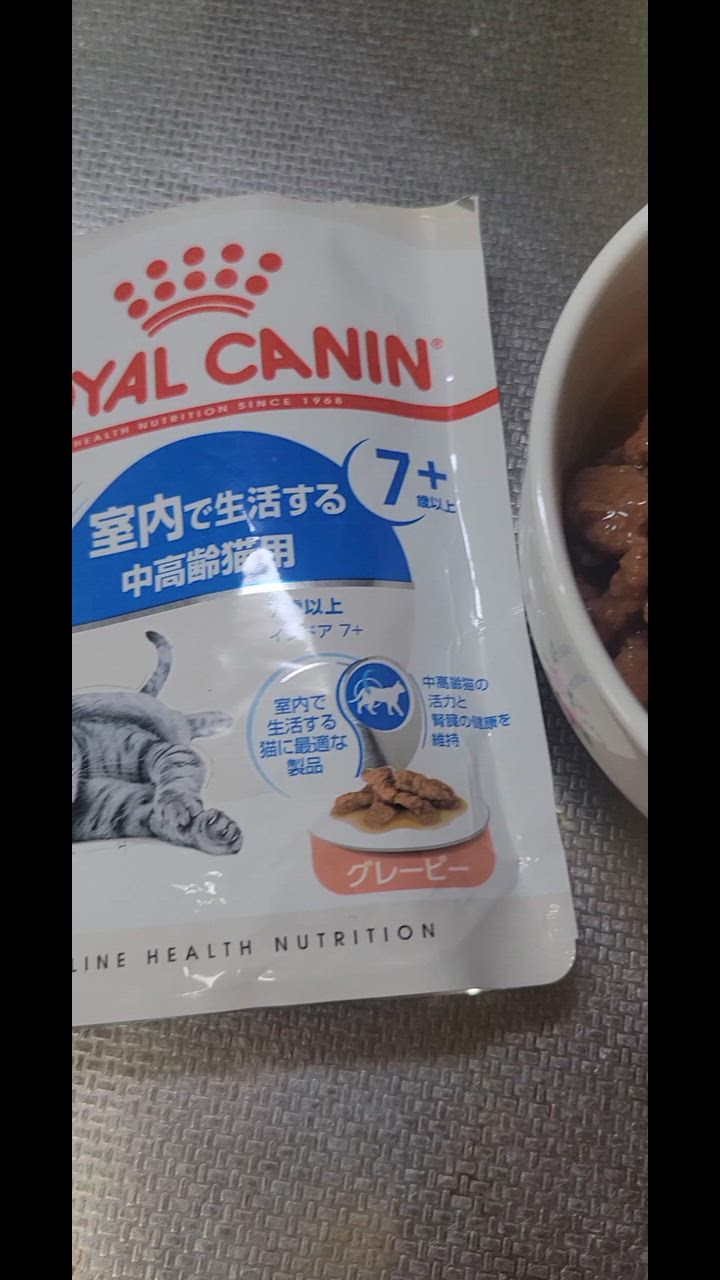 YAL CANIN®
HEALTH NUTRITION SINCE 1968
7+
歳以上
室内で生活する
中高齢猫用
以上
7+
室内で
生活する
猫に最適な
製品
中高齢猫の
活力と
腎臓の健康を
維持
グレービー
LINE HEALTH NUTRITION